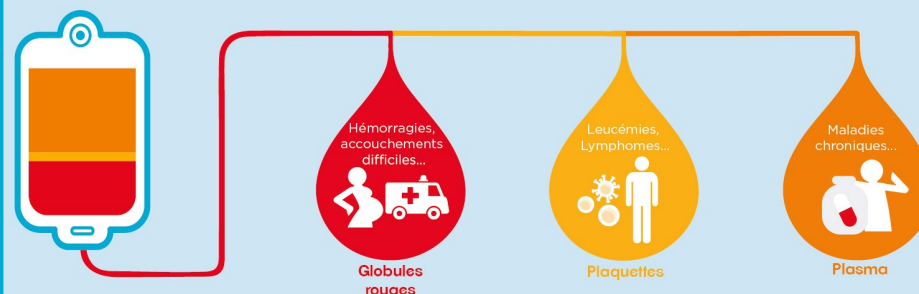 Hémorragies,
accouchements
difficiles...
Globules
rouges
Leucémies,
Lymphomes...
Plaquettes
Maladies
chroniques...
Plasma